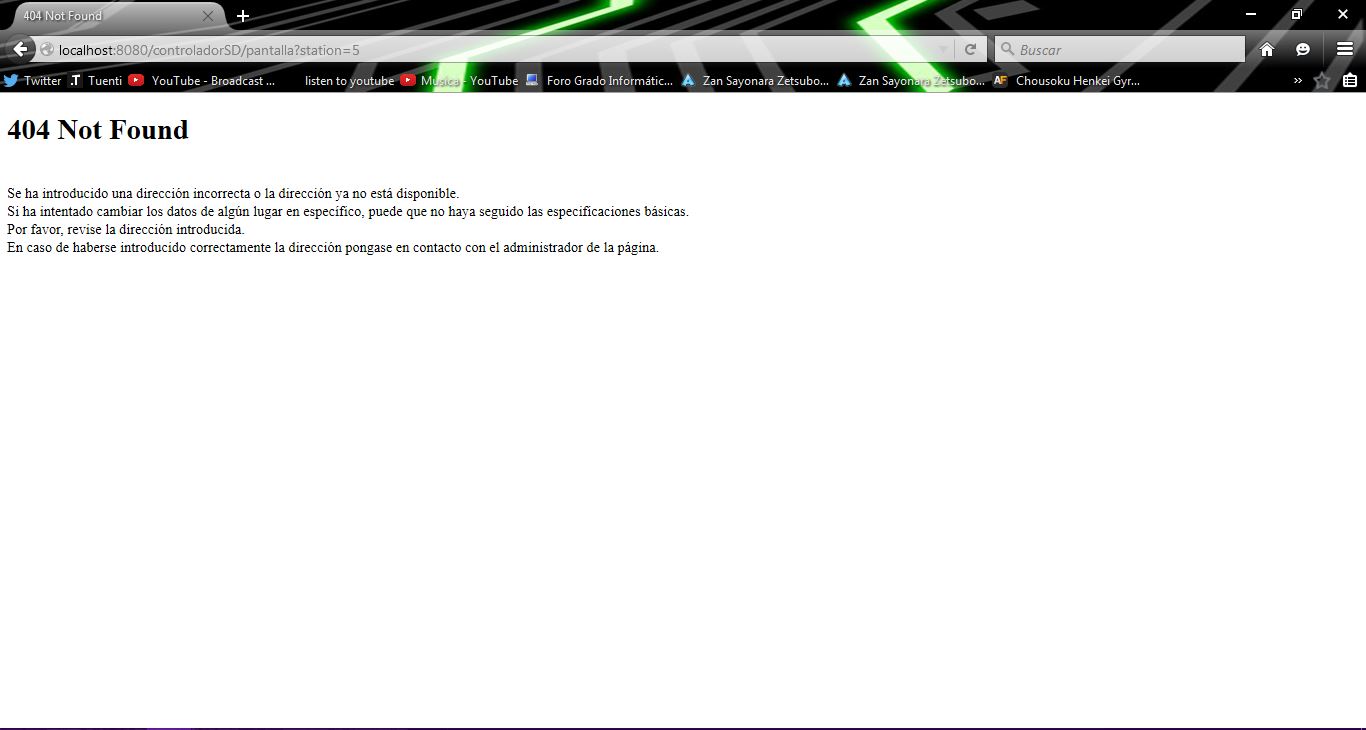 404 Not Found
localhost:8080/controladorSD/pantalla?station=5
Buscar
Twitter
.T Tuenti
YouTube - Broadcast ...
listen to youtube
Musica - YouTube
Foro Grado Informátic...
Zan Sayonara Zetsubo...
Zan Sayonara Zetsubo...
AF Chousoku Henkei Gyr...
404 Not Found
Se ha introducido una dirección incorrecta o la dirección ya no está disponible.
Si ha intentado cambiar los datos de algún lugar en específico, puede que no haya seguido las especificaciones básicas.
Por favor, revise la dirección introducida.
En caso de haberse introducido correctamente la dirección pongase en contacto con el administrador de la página.